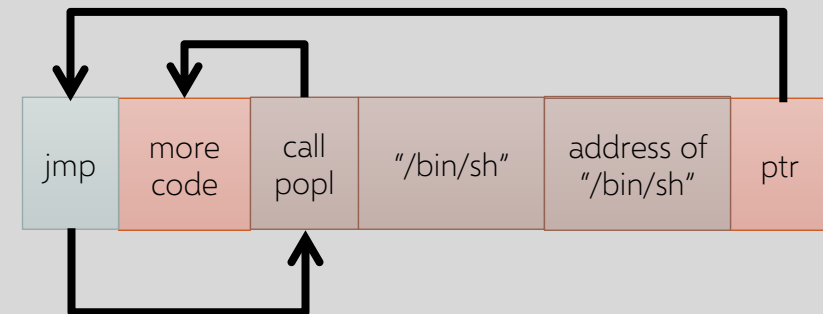 jmp
more
code
call
popl
"/bin/sh"
address of
"/bin/sh"
ptr